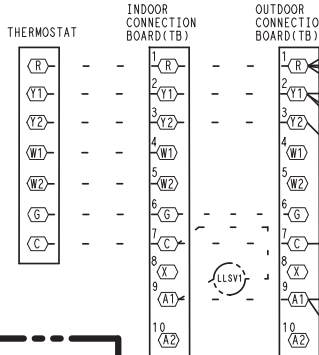 THERMOSTAT
R
Y1
Y2
W1
W2
G
C
INDOOR
CONNECTION
BOARD(TB)
1 R
2 Y1
3 Y2
4 W1
5 W2
6 G
7 C
8 X
9 A1
10 A2
LLSV1
OUTDOOR
CONNECTIO
BOARD(TB)
1 R
2 Y1
3 Y2
4 W1
5 W2
6 G
7 C
8 X
9 A1
10 A2